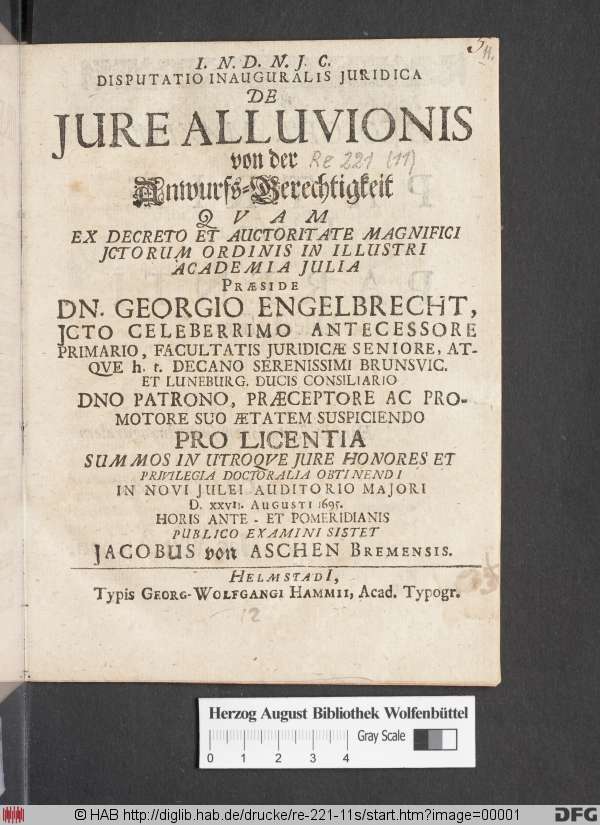 I. N. D. N. J. C.
DISPUTATIO INAUGURALIS JURIDICA
DE
JURE ALLUVIONIS
von der Re 221 (11)
Anwurfs-Gerechtigkeit
QVAM
EX DECRETO ET AUCTORITATE MAGNIFICI
JCTORUM ORDINIS IN ILLUSTRI
ACADEMIA JULIA
PRÆSIDE
DN. GEORGIO ENGELBRECHT,
JCTO CELEBERRIMO ANTECESSORE
PRIMARIO, FACULTATIS JURIDICÆ SENIORE, AT-
QVE h. t. DECANO SERENISSIMI BRUNSVIC.
ET LUNEBURG. DUCIS CONSILIARIO
DNO PATRONO, PRÆCEPTORE AC PRO-
MOTORE SUO ÆTATEM SUSPICIENDO
PRO LICENTIA
SUMMOS IN UTROQVE JURE HONORES ET
PRIVILEGIA DOCTORALIA OBTINENDI
IN NOVI JULEI AUDITORIO MAJORI
D. XXVII. AUGUSTI 1695.
HORIS ANTE - ET POMERIDIANIS
PUBLICO EXAMINI SISTET
JACOBUS von ASCHEN BREMENSIS.
HELMSTADI,
Typis GEORG-WOLFGANGI HAMMII, Acad. Typogr.
12
Herzog August Bibliothek Wolfenbüttel
0 1 2 3 4 Gray Scale
© HAB http://diglib.hab.de/drucke/re-221-11s/start.htm?image=00001
DFG